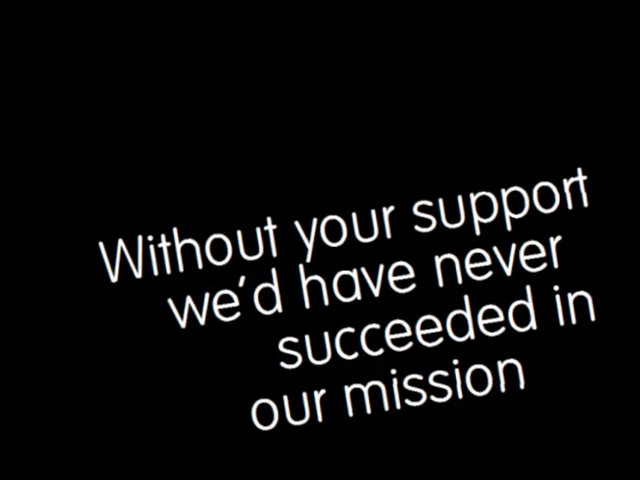 Without your support
we'd have never
succeeded in
our mission